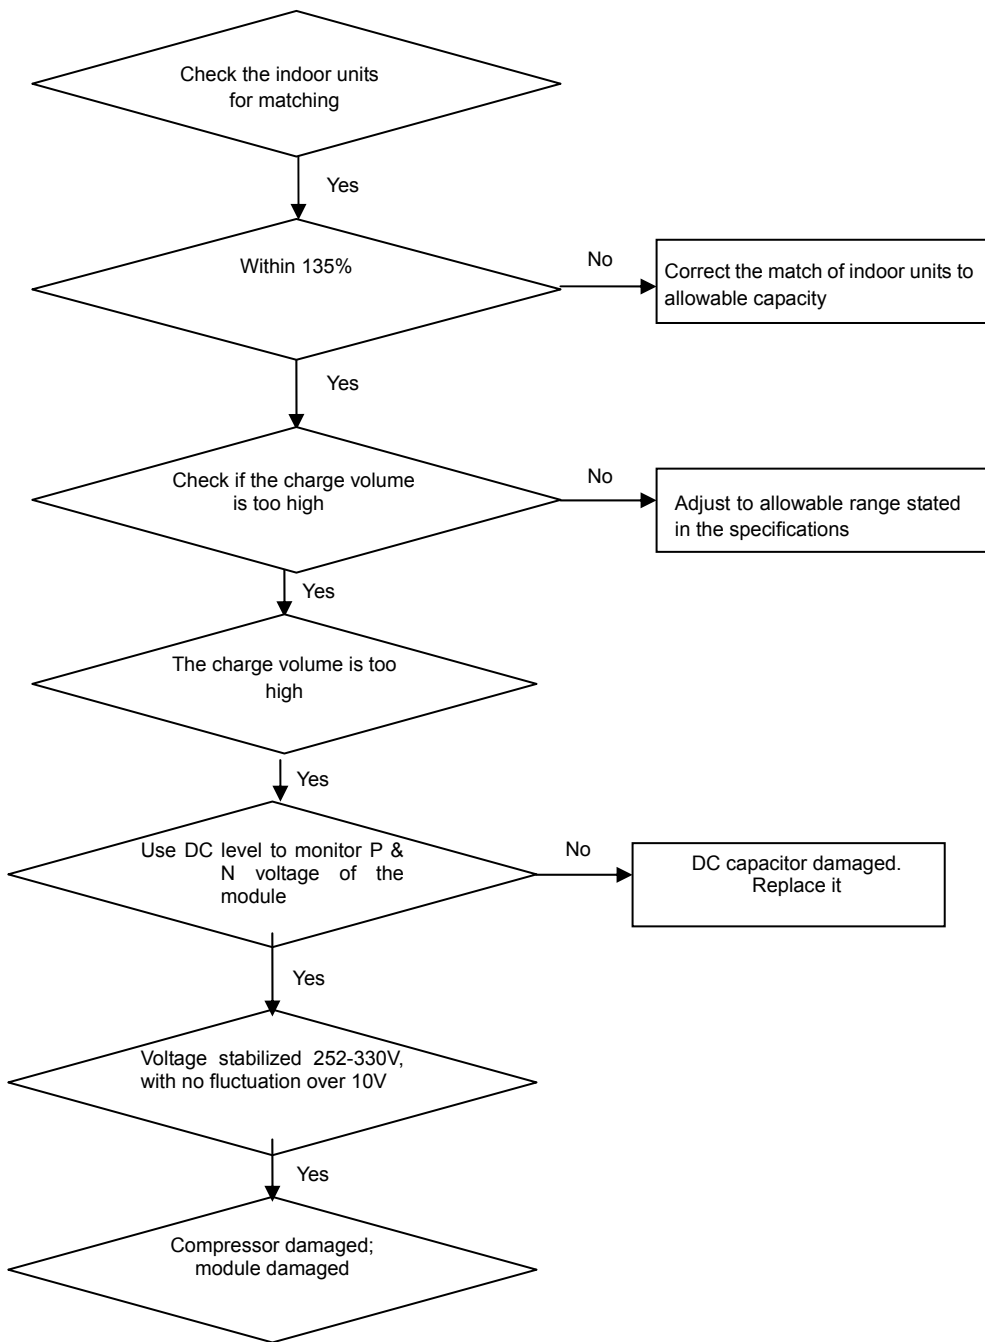 Check the indoor units
for matching
Yes
Within 135%
No
Correct the match of indoor units to
allowable capacity
Yes
Check if the charge volume
is too high
No
Adjust to allowable range stated
in the specifications
Yes
The charge volume is too
high
Yes
Use DC level to monitor P &
N voltage of the
module
No
DC capacitor damaged.
Replace it
Yes
Voltage stabilized 252-330V,
with no fluctuation over 10V
Yes
Compressor damaged;
module damaged